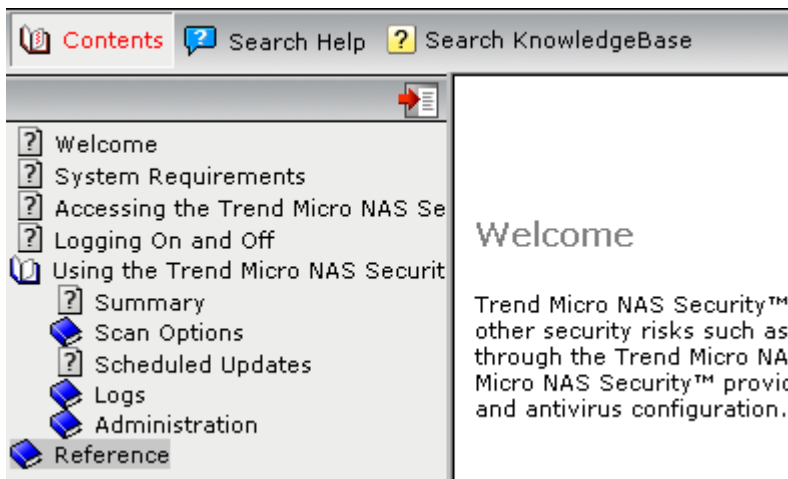 Contents Search Help Search KnowledgeBase
Welcome
System Requirements
Accessing the Trend Micro NAS Se
Logging On and Off
Using the Trend Micro NAS Securit
Summary
Scan Options
Scheduled Updates
Logs
Administration
Reference
Welcome
Trend Micro NAS Security™
other security risks such as
through the Trend Micro NA
Micro NAS Security™ provid
and antivirus configuration.